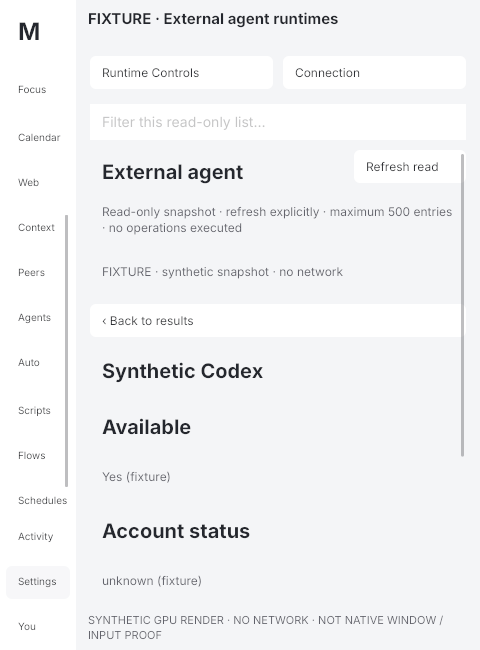 M
Focus
Calendar
Web
Context
Peers
Agents
Auto
Scripts
Flows
Schedules
Activity
Settings
You
FIXTURE · External agent runtimes
Runtime Controls
Connection
Filter this read-only list...
External agent
Refresh read
Read-only snapshot · refresh explicitly · maximum 500 entries
· no operations executed
FIXTURE · synthetic snapshot · no network
‹ Back to results
Synthetic Codex
Available
Yes (fixture)
Account status
unknown (fixture)
SYNTHETIC GPU RENDER · NO NETWORK · NOT NATIVE WINDOW /
INPUT PROOF